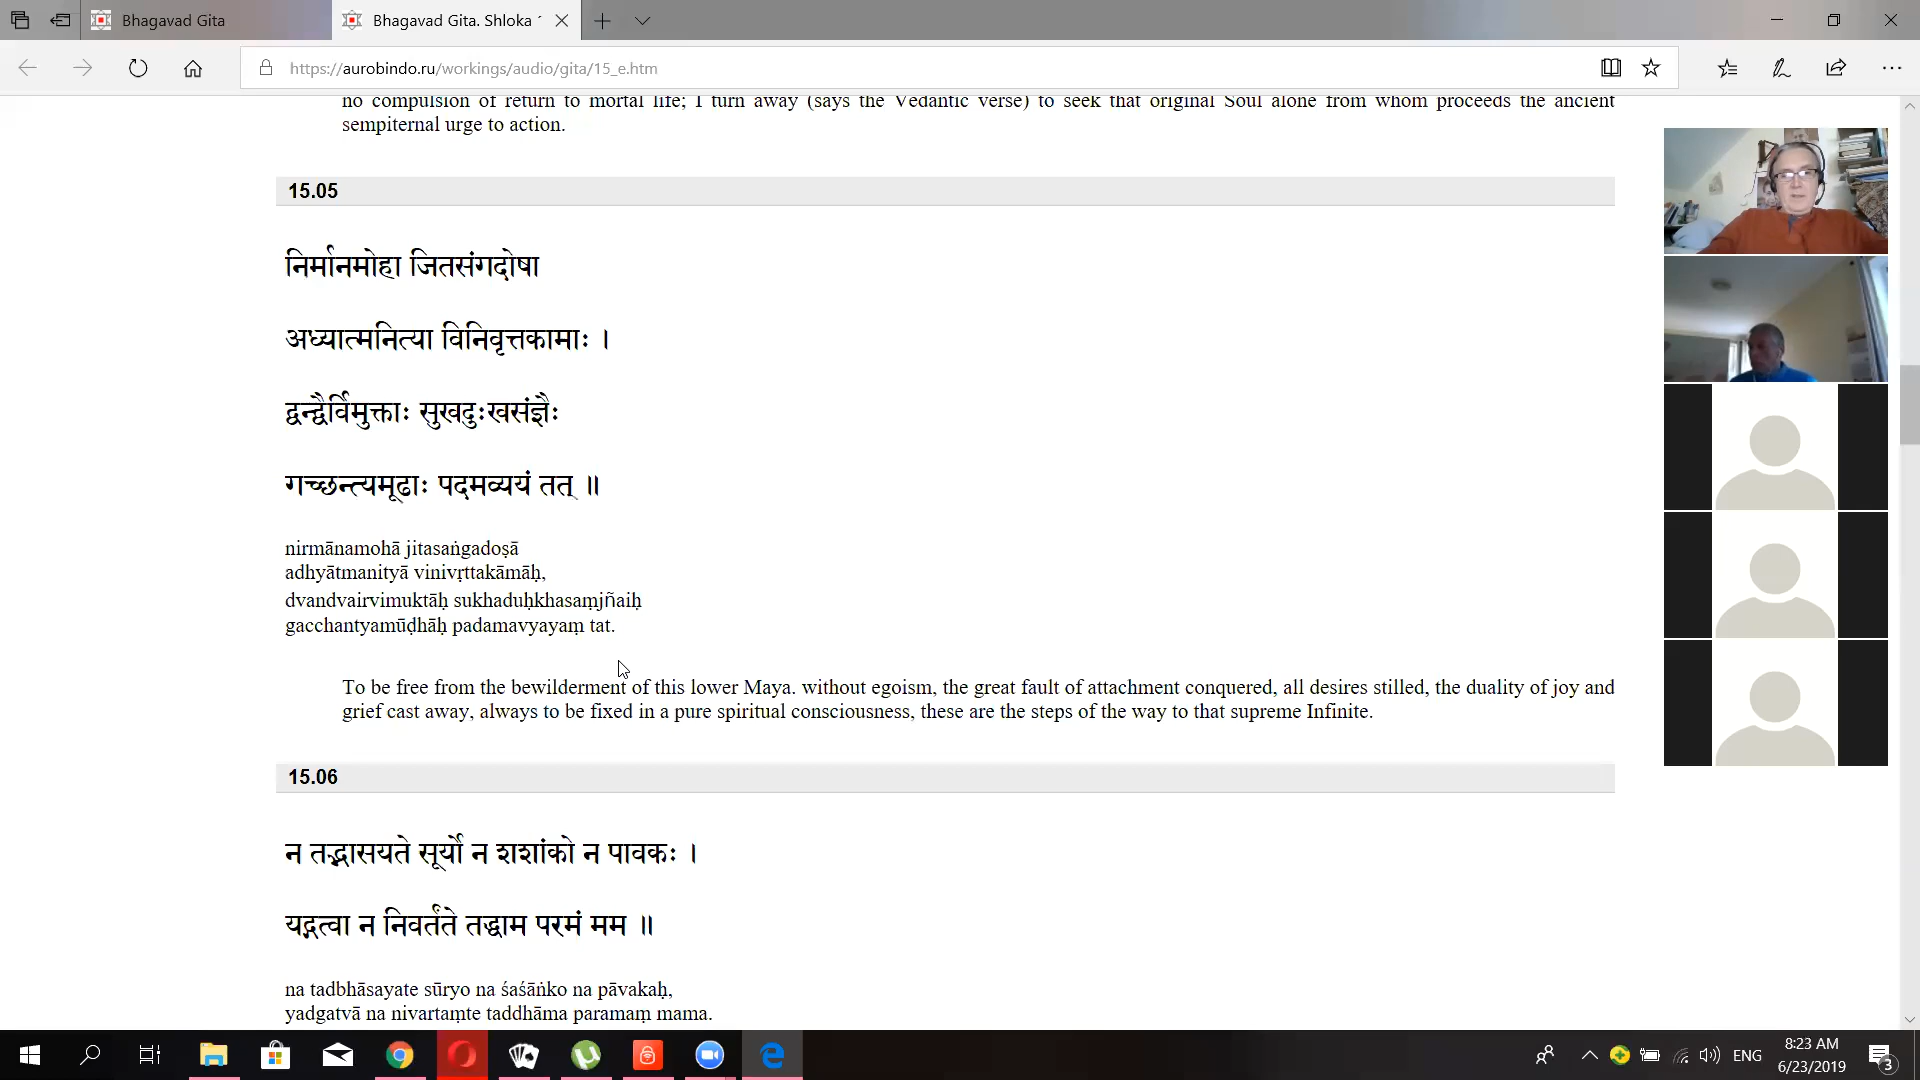 Bhagavad Gita
Bhagavad Gita. Shloka
https://aurobindo.ru/workings/audio/gita/15_e.htm
no compulsion of return to mortal life; I turn away (says the Vedantic verse) to seek that original Soul alone from whom proceeds the ancient
sempiternal urge to action.
15.05
निर्मानमोहा जितसंगदोषा
अध्यात्मनित्या विनिवृत्तकामाः ।
द्वन्द्वैर्विमुक्ताः सुखदुःखसंज्ञैः
गच्छन्त्यमूढाः पदमव्ययं तत् ॥
nirmānamohā jitasaṅgadoṣā
adhyātmanityā vinivṛttakāmāḥ,
dvandvairvimuktāḥ sukhaduḥkhasaṃjñaiḥ
gacchantyamūḍhāḥ padamavyayaṃ tat.
To be free from the bewilderment of this lower Maya. without egoism, the great fault of attachment conquered, all desires stilled, the duality of joy and
grief cast away, always to be fixed in a pure spiritual consciousness, these are the steps of the way to that supreme Infinite.
15.06
न तद्भासयते सूर्यो न शशांको न पावकः ।
यद्गत्वा न निवर्तंते तद्धाम परमं मम ॥
na tadbhāsayate sūryo na śaśāṅko na pāvakaḥ,
yadgatvā na nivartaṃte taddhāma paramaṃ mama.
ENG
8:23 AM
6/23/2019
3